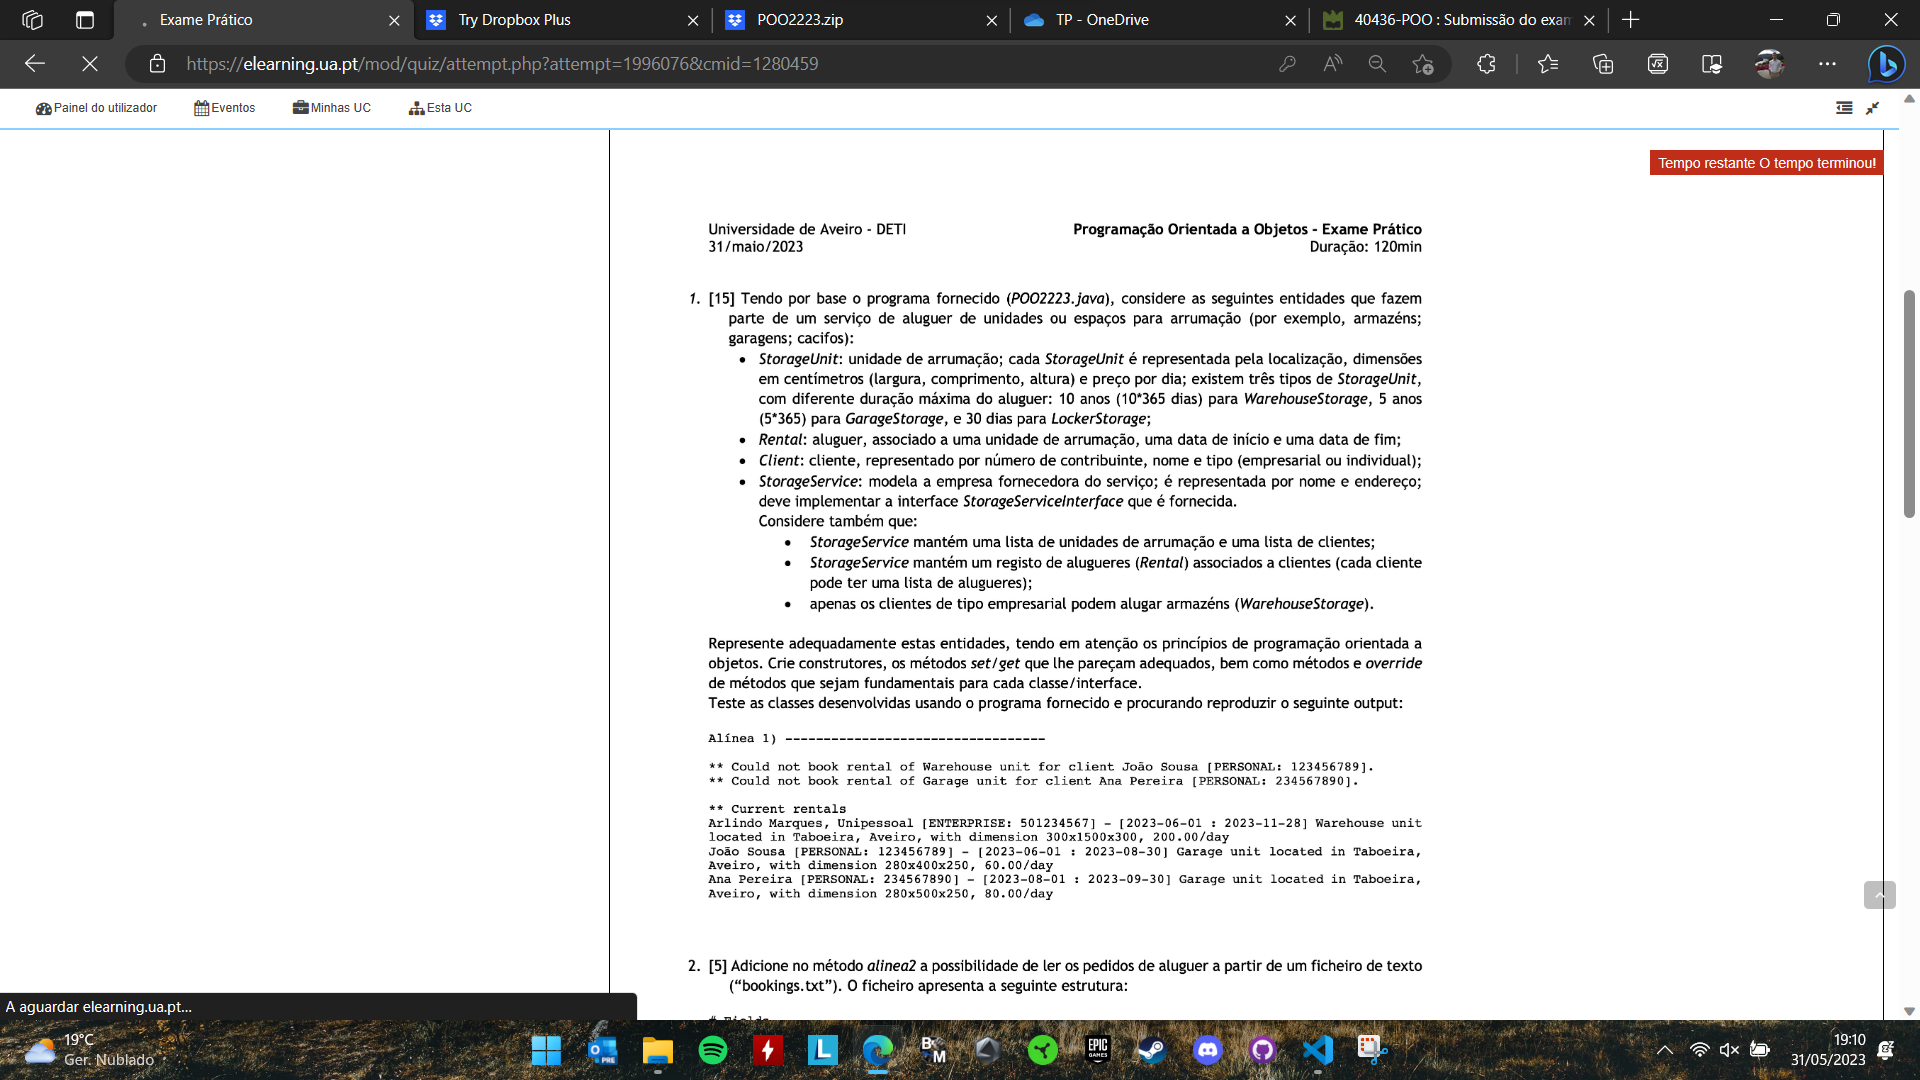 Exame Prático
Try Dropbox Plus
POO2223.zip
TP - OneDrive
40436-POO : Submissão do exan
https://elearning.ua.pt/mod/quiz/attempt.php?attempt=1996076&cmid=1280459
Painel do utilizador
Eventos
Minhas UC
Esta UC
Tempo restante O tempo terminou!
Universidade de Aveiro - DETI
Programação Orientada a Objetos - Exame Prático
31/maio/2023
Duração: 120min
1. [15] Tendo por base o programa fornecido (POO2223.java), considere as seguintes entidades que fazem
parte de um serviço de aluguer de unidades ou espaços para arrumação (por exemplo, armazéns;
garagens; cacifos):
• StorageUnit: unidade de arrumação; cada StorageUnit é representada pela localização, dimensões
em centímetros (largura, comprimento, altura) e preço por dia; existem três tipos de StorageUnit,
com diferente duração máxima do aluguer: 10 anos (10*365 dias) para WarehouseStorage, 5 anos
(5*365) para GarageStorage, e 30 dias para LockerStorage;
• Rental: aluguer, associado a uma unidade de arrumação, uma data de início e uma data de fim;
• Client: cliente, representado por número de contribuinte, nome e tipo (empresarial ou individual);
• StorageService: modela a empresa fornecedora do serviço; é representada por nome e endereço;
deve implementar a interface StorageServiceInterface que é fornecida.
Considere também que:
• StorageService mantém uma lista de unidades de arrumação e uma lista de clientes;
• StorageService mantém um registo de alugueres (Rental) associados a clientes (cada cliente
pode ter uma lista de alugueres);
• apenas os clientes de tipo empresarial podem alugar armazéns (WarehouseStorage).
Represente adequadamente estas entidades, tendo em atenção os princípios de programação orientada a
objetos. Crie construtores, os métodos set/get que lhe pareçam adequados, bem como métodos e override
de métodos que sejam fundamentais para cada classe/interface.
Teste as classes desenvolvidas usando o programa fornecido e procurando reproduzir o seguinte output:
Alínea 1) ----------------------------------
** Could not book rental of Warehouse unit for client João Sousa [PERSONAL: 123456789].
** Could not book rental of Garage unit for client Ana Pereira [PERSONAL: 234567890].
** Current rentals
Arlindo Marques, Unipessoal [ENTERPRISE: 501234567] - [2023-06-01 : 2023-11-28] Warehouse unit
located in Taboeira, Aveiro, with dimension 300x1500x300, 200.00/day
João Sousa [PERSONAL: 123456789] - [2023-06-01 : 2023-08-30] Garage unit located in Taboeira,
Aveiro, with dimension 280x400x250, 60.00/day
Ana Pereira [PERSONAL: 234567890] - [2023-08-01 : 2023-09-30] Garage unit located in Taboeira,
Aveiro, with dimension 280x500x250, 80.00/day
2. [5] Adicione no método alinea2 a possibilidade de ler os pedidos de aluguer a partir de um ficheiro de texto
(“bookings.txt”). O ficheiro apresenta a seguinte estrutura:
# Fields
A aguardar elearning.ua.pt...
19°C
Ger. Nublado
PRE
L
B
M
EPIC
GAMES
19:10
31/05/2023